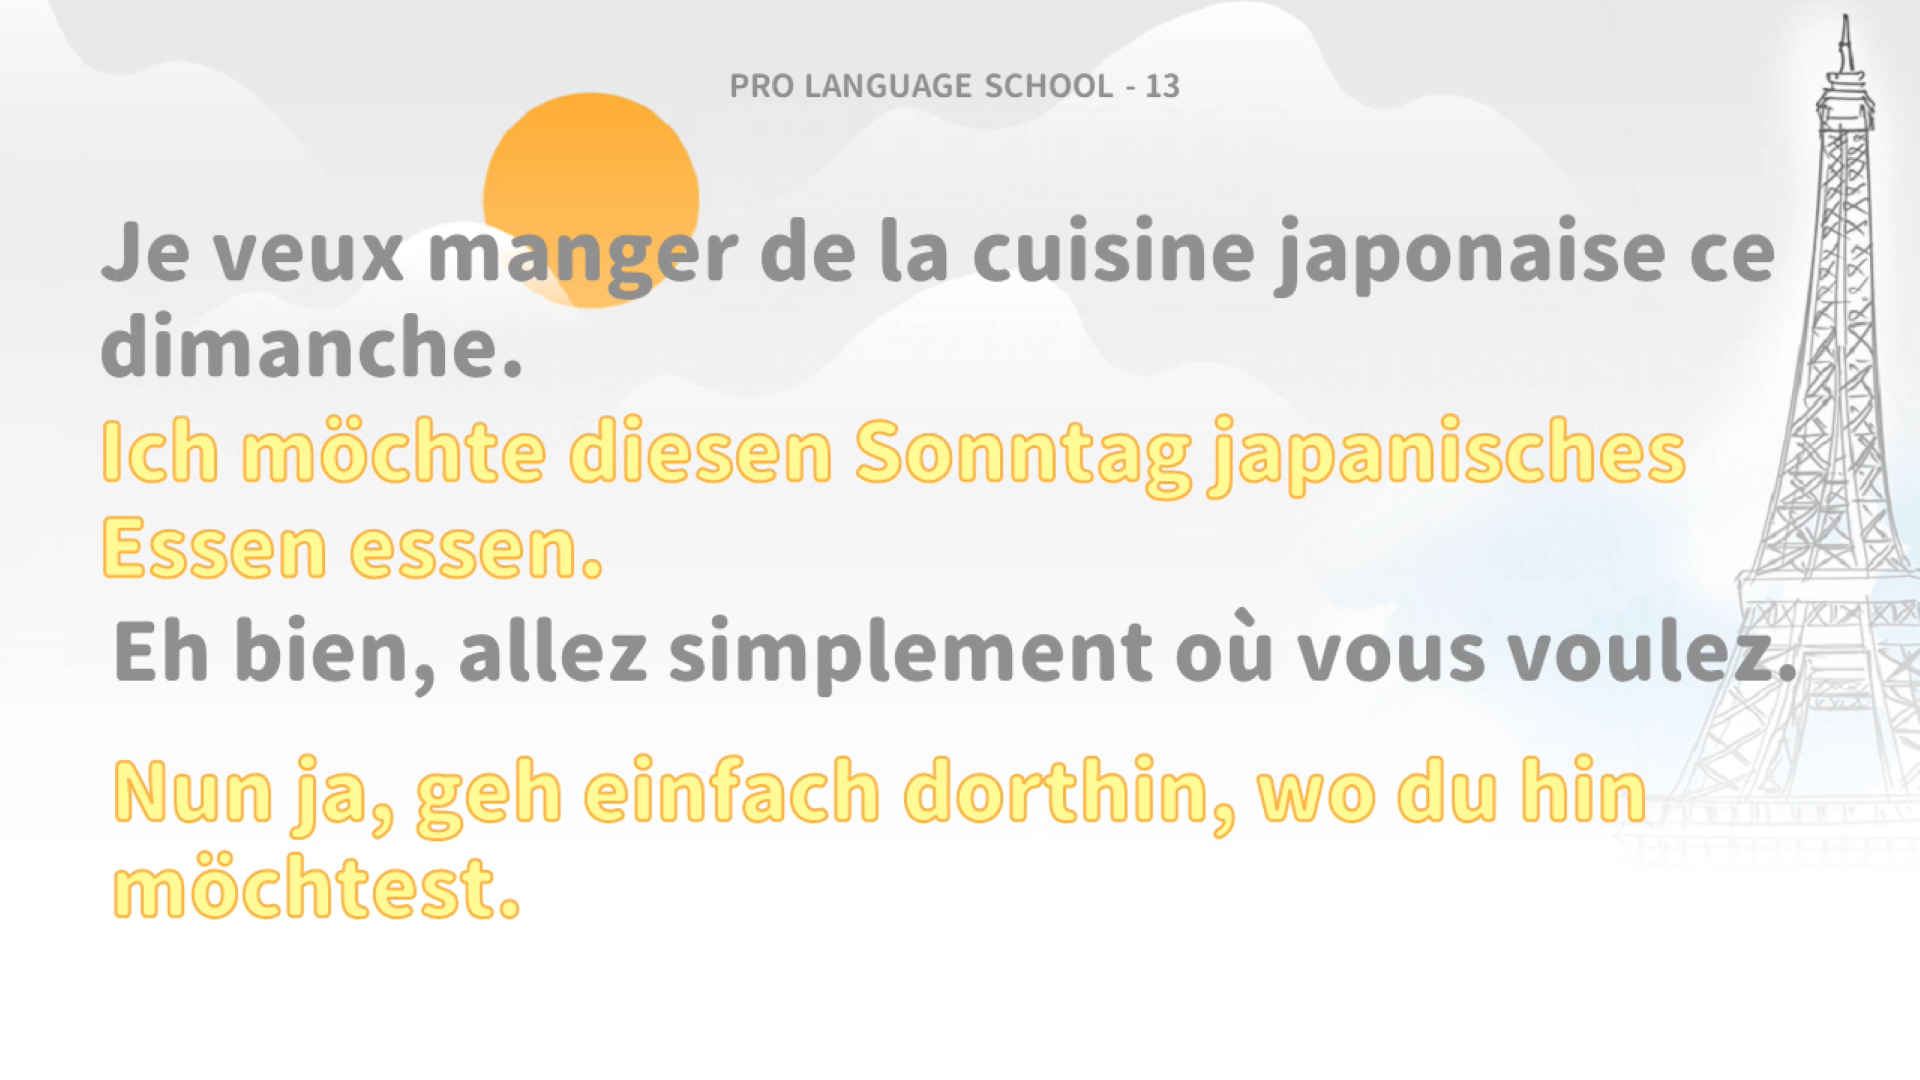 PRO LANGUAGE SCHOOL - 13
Je veux manger de la cuisine japonaise ce
dimanche.
Ich möchte diesen Sonntag japanisches
Essen essen.
Eh bien, allez simplement où vous voulez.
Nun ja, geh einfach dorthin, wo du hin
möchtest.